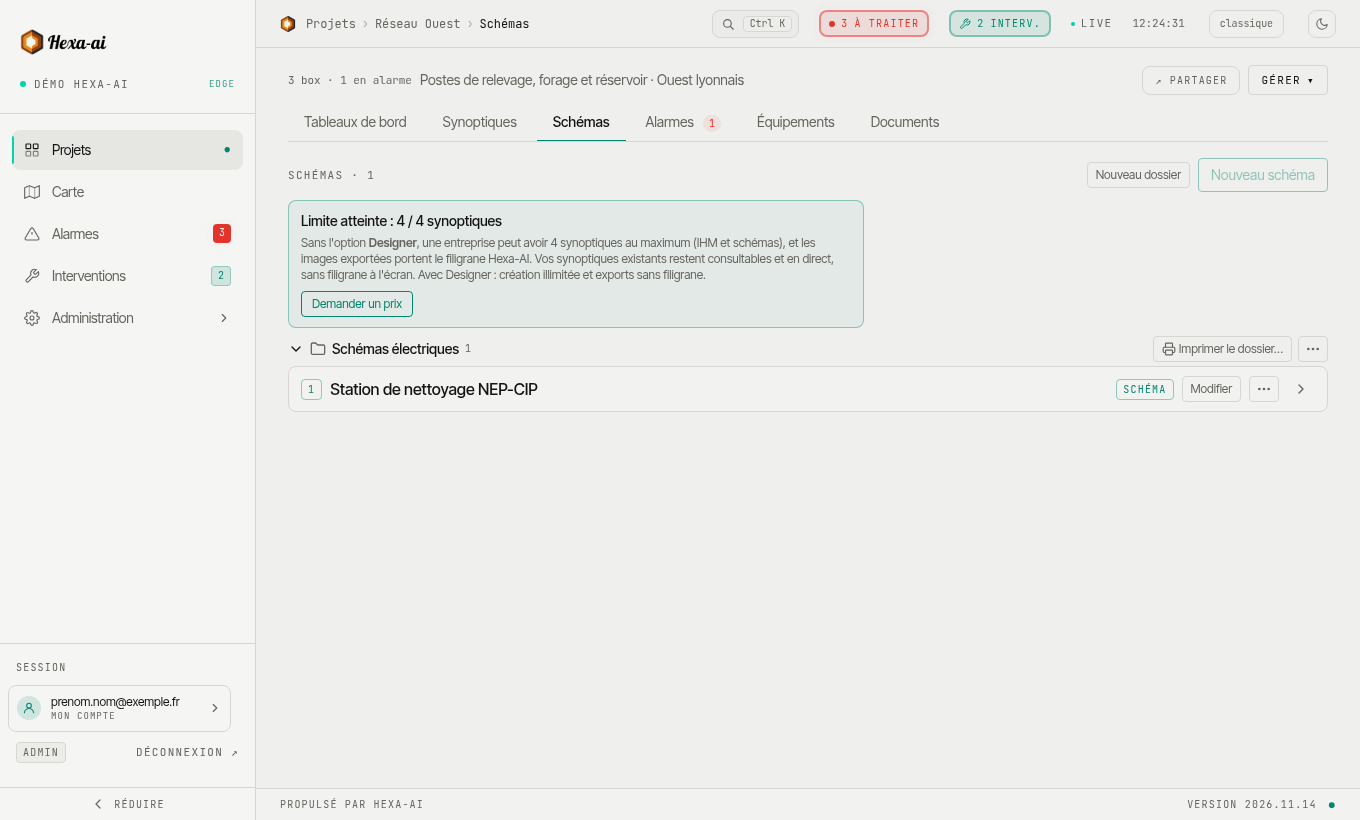 Hexa-ai
DÉMO HEXA-AI
EDGE
Projets
Carte
Alarmes
3
Interventions
2
Administration
SESSION
prenom.nom@exemple.fr
MON COMPTE
ADMIN
DÉCONNEXION ↗
RÉDUIRE
Projets › Réseau Ouest › Schémas
Ctrl K
3 À TRAITER
2 INTERV.
LIVE
12:24:31
classique
3 box · 1 en alarme Postes de relevage, forage et réservoir · Ouest lyonnais
↗ PARTAGER
GÉRER ▾
Tableaux de bord
Synoptiques
Schémas
Alarmes 1
Équipements
Documents
SCHÉMAS · 1
Nouveau dossier
Nouveau schéma
Limite atteinte : 4 / 4 synoptiques
Sans l'option Designer, une entreprise peut avoir 4 synoptiques au maximum (IHM et schémas), et les
images exportées portent le filigrane Hexa-AI. Vos synoptiques existants restent consultables et en direct,
sans filigrane à l'écran. Avec Designer : création illimitée et exports sans filigrane.
Demander un prix
Schémas électriques 1
Imprimer le dossier…
1 Station de nettoyage NEP-CIP
SCHÉMA
Modifier
PROPULSÉ PAR HEXA-AI
VERSION 2026.11.14